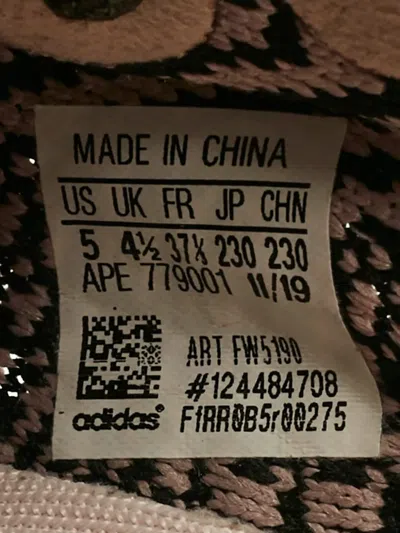 MADE IN CHINA
US UK FR JP CHN
5 4½ 37⅓ 230 230
APE 779001 11/19
ART FW5190
#124484708
adidas® F1RR0B5r00275